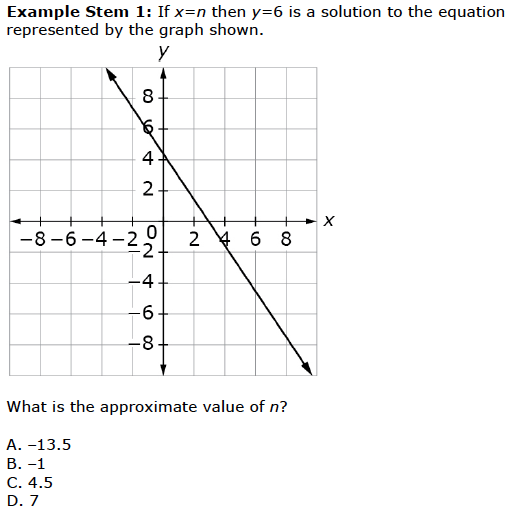 Example Stem 1: If x=n then y=6 is a solution to the equation
represented by the graph shown.
y
8
6
4
2
−8 −6 −4 −2 0 2 4 6 8 x
−2
−4
−6
−8
What is the approximate value of n?
A. −13.5
B. −1
C. 4.5
D. 7